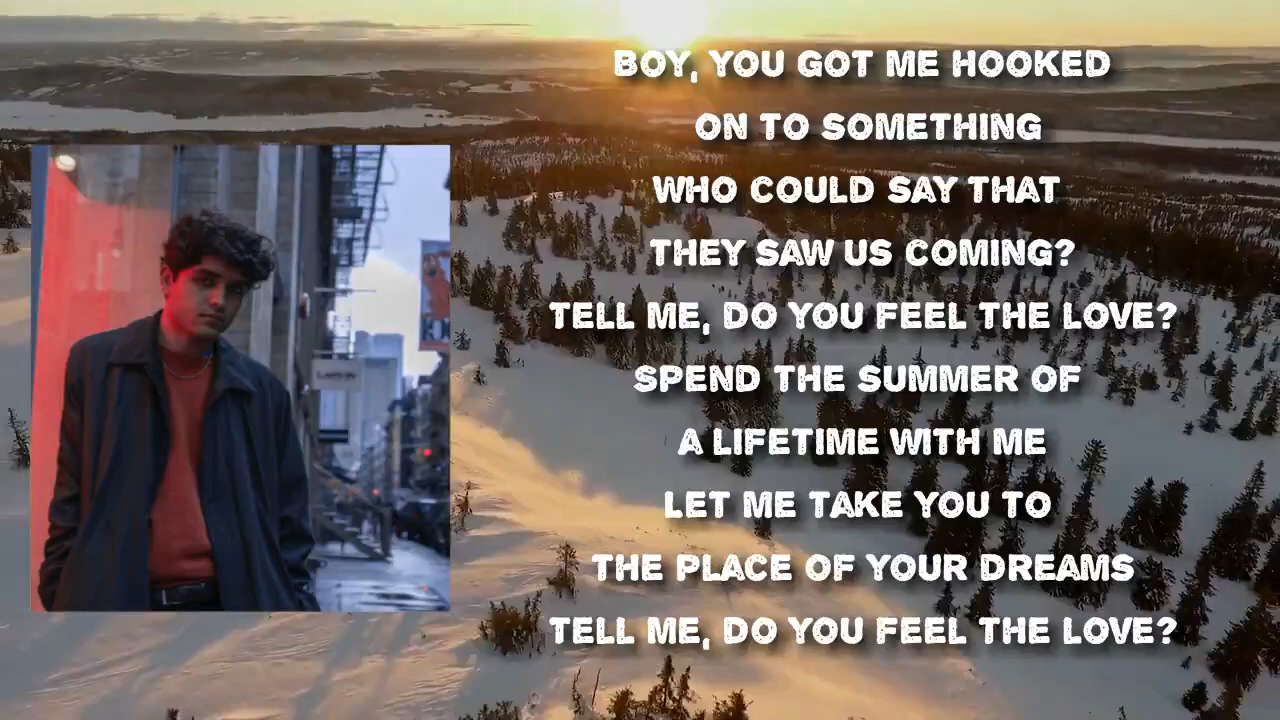 BOY, YOU GOT ME HOOKED
ON TO SOMETHING
WHO COULD SAY THAT
THEY SAW US COMING?
TELL ME, DO YOU FEEL THE LOVE?
SPEND THE SUMMER OF
A LIFETIME WITH ME
LET ME TAKE YOU TO
THE PLACE OF YOUR DREAMS
TELL ME, DO YOU FEEL THE LOVE?